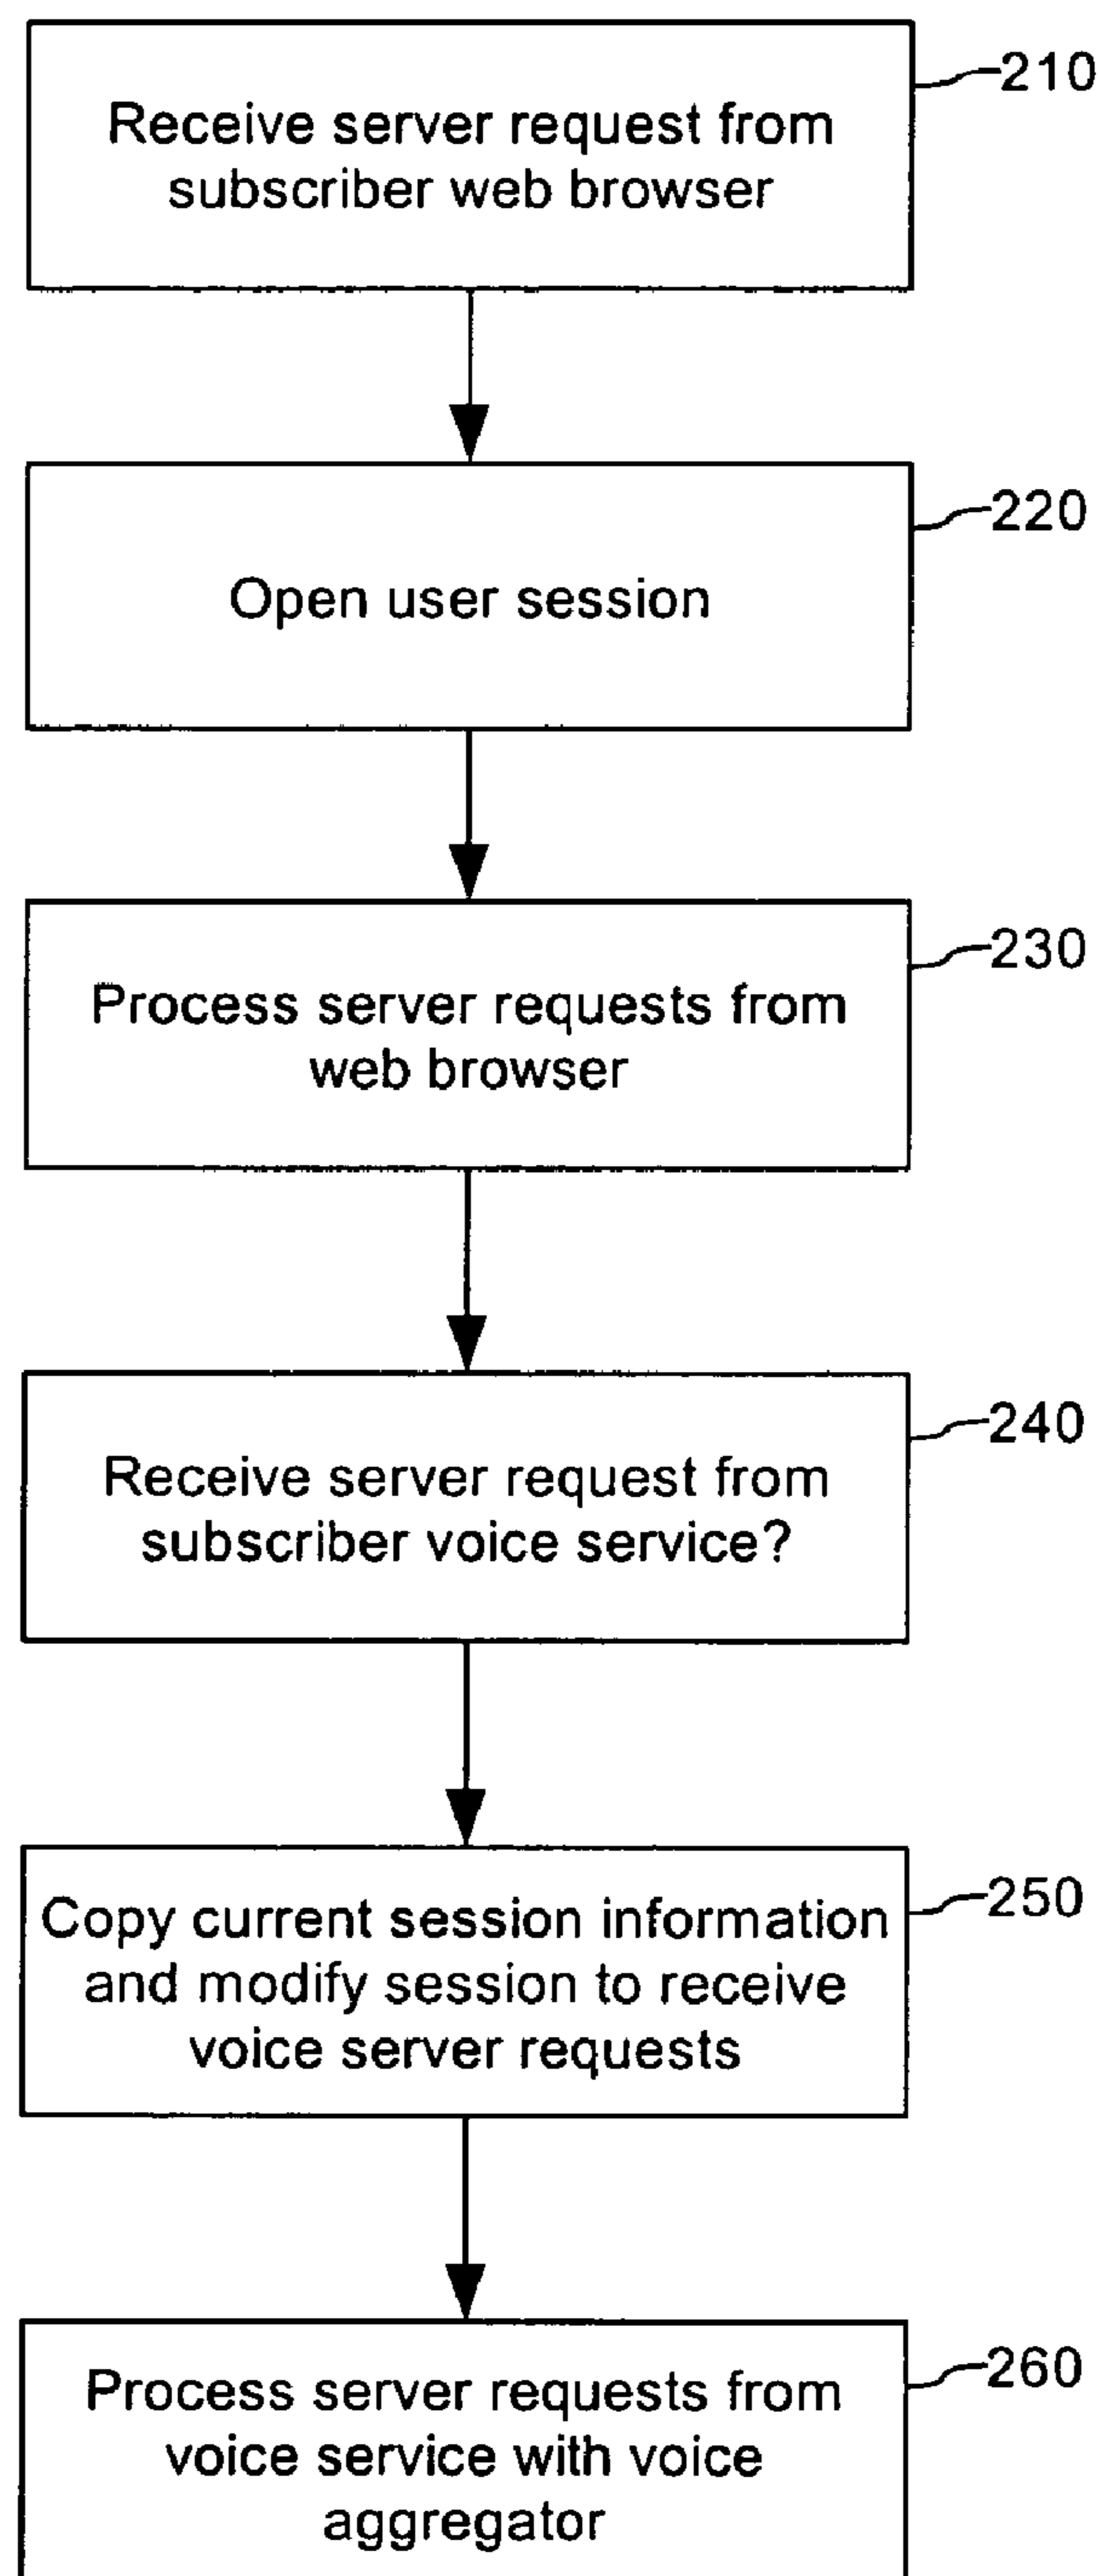 210
Receive server request from
subscriber web browser
220
Open user session
230
Process server requests from
web browser
240
Receive server request from
subscriber voice service?
250
Copy current session information
and modify session to receive
voice server requests
260
Process server requests from
voice service with voice
aggregator